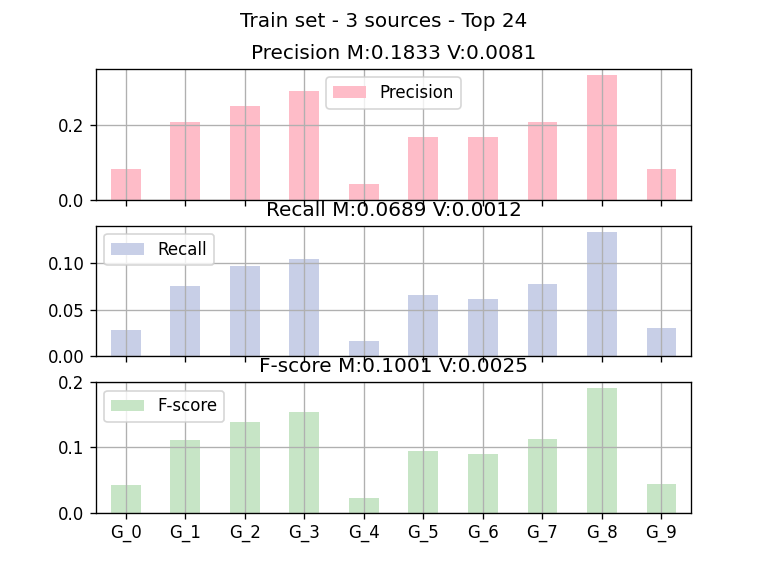 Train set - 3 sources - Top 24
Precision M:0.1833 V:0.0081
Precision
0.2
0.0
Recall M:0.0689 V:0.0012
Recall
0.10
0.05
0.00
F-score M:0.1001 V:0.0025
0.2
F-score
0.1
0.0
G_0 G_1 G_2 G_3 G_4 G_5 G_6 G_7 G_8 G_9